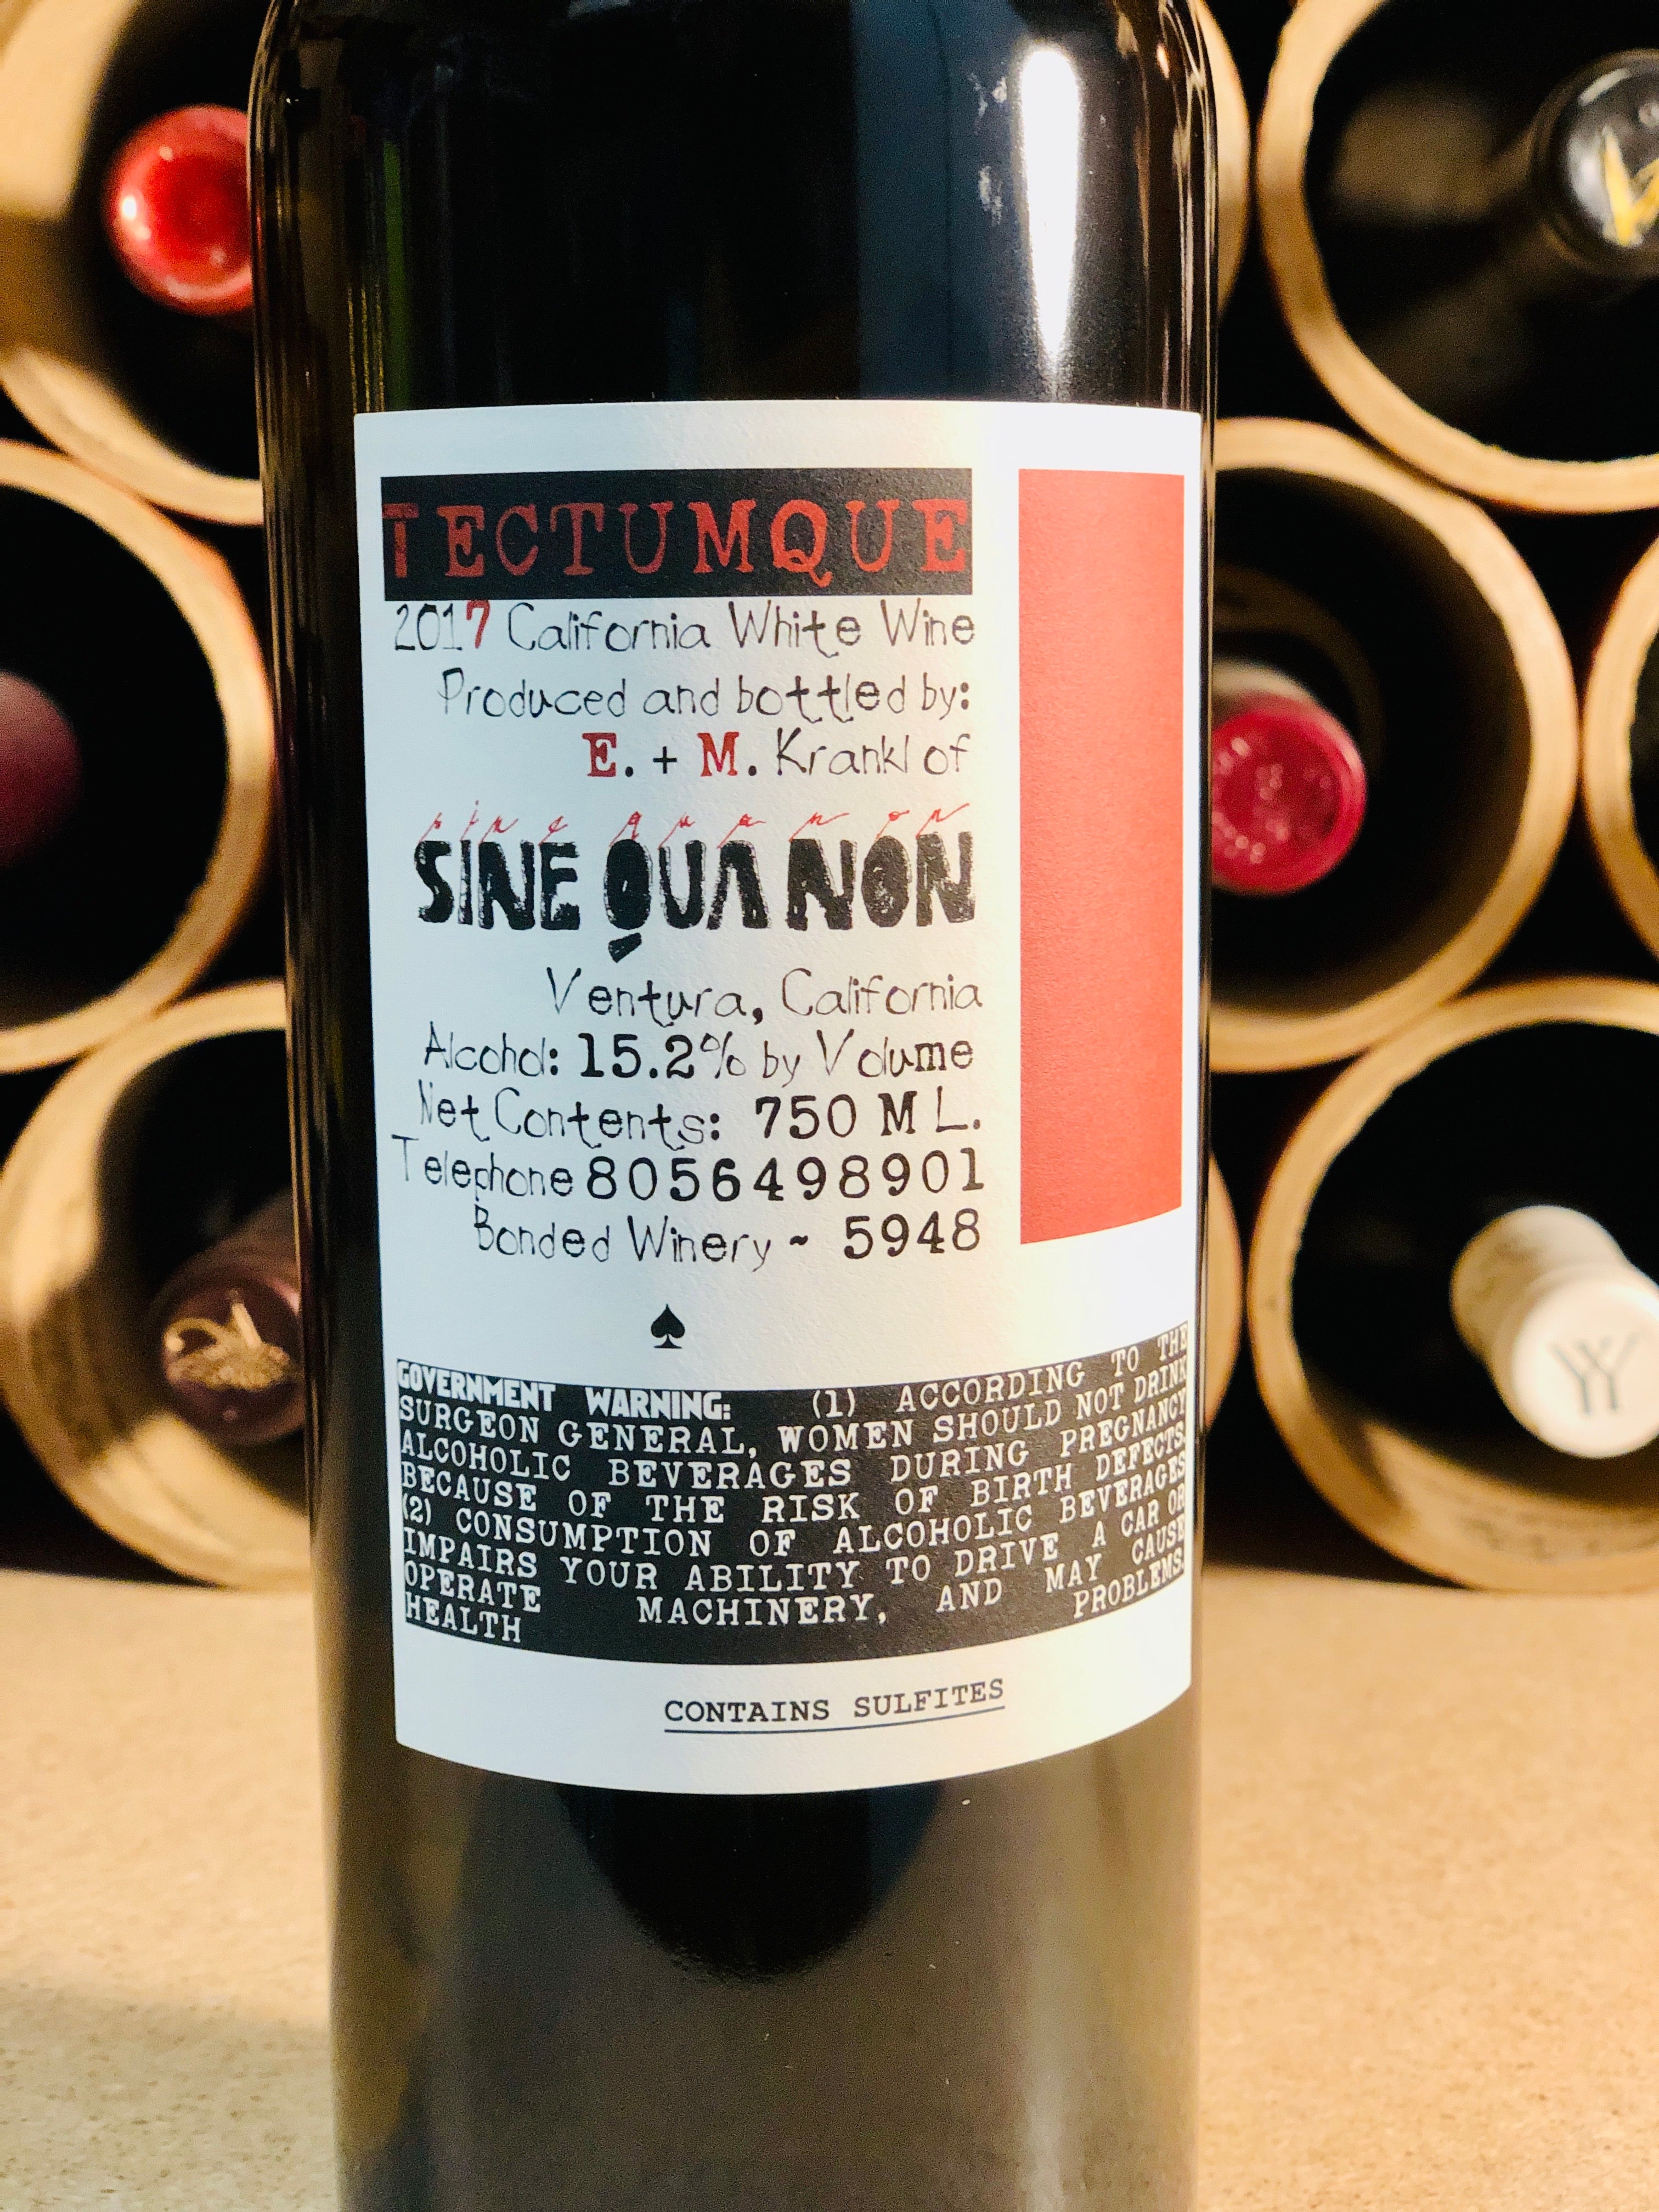 TECTUMQUE
2017 California White Wine
Produced and bottled by:
E. + M. Krankl of
sine qua non
SINE QUA NON
Ventura, California
Alcohol: 15.2% by Volume
Net Contents: 750 ML.
Telephone 8056498901
Bonded Winery ~ 5948
GOVERNMENT WARNING: (1) ACCORDING TO THE
SURGEON GENERAL, WOMEN SHOULD NOT DRINK
ALCOHOLIC BEVERAGES DURING PREGNANCY
BECAUSE OF THE RISK OF BIRTH DEFECTS.
(2) CONSUMPTION OF ALCOHOLIC BEVERAGES
IMPAIRS YOUR ABILITY TO DRIVE A CAR OR
OPERATE MACHINERY, AND MAY CAUSE
HEALTH PROBLEMS.
CONTAINS SULFITES